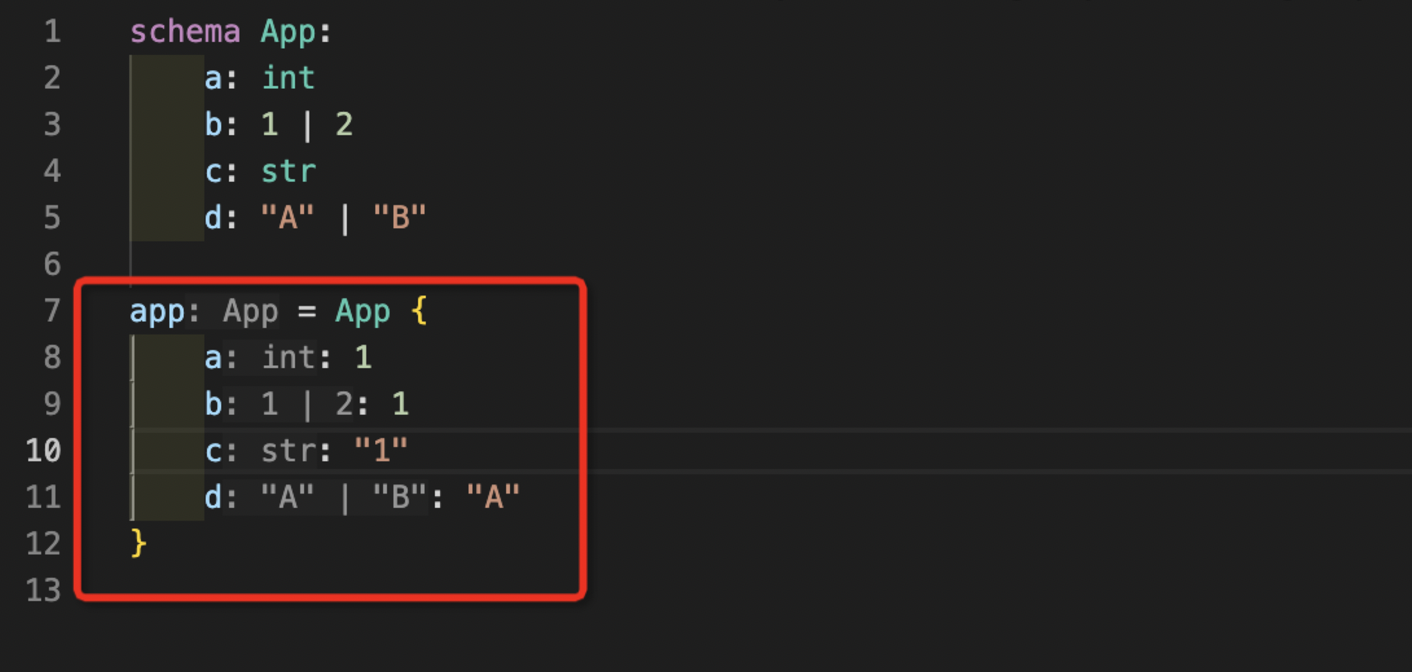 1 schema App:
2     a: int
3     b: 1 | 2
4     c: str
5     d: "A" | "B"
6
7 app: App = App {
8     a: int: 1
9     b: 1 | 2: 1
10     c: str: "1"
11     d: "A" | "B": "A"
12 }
13